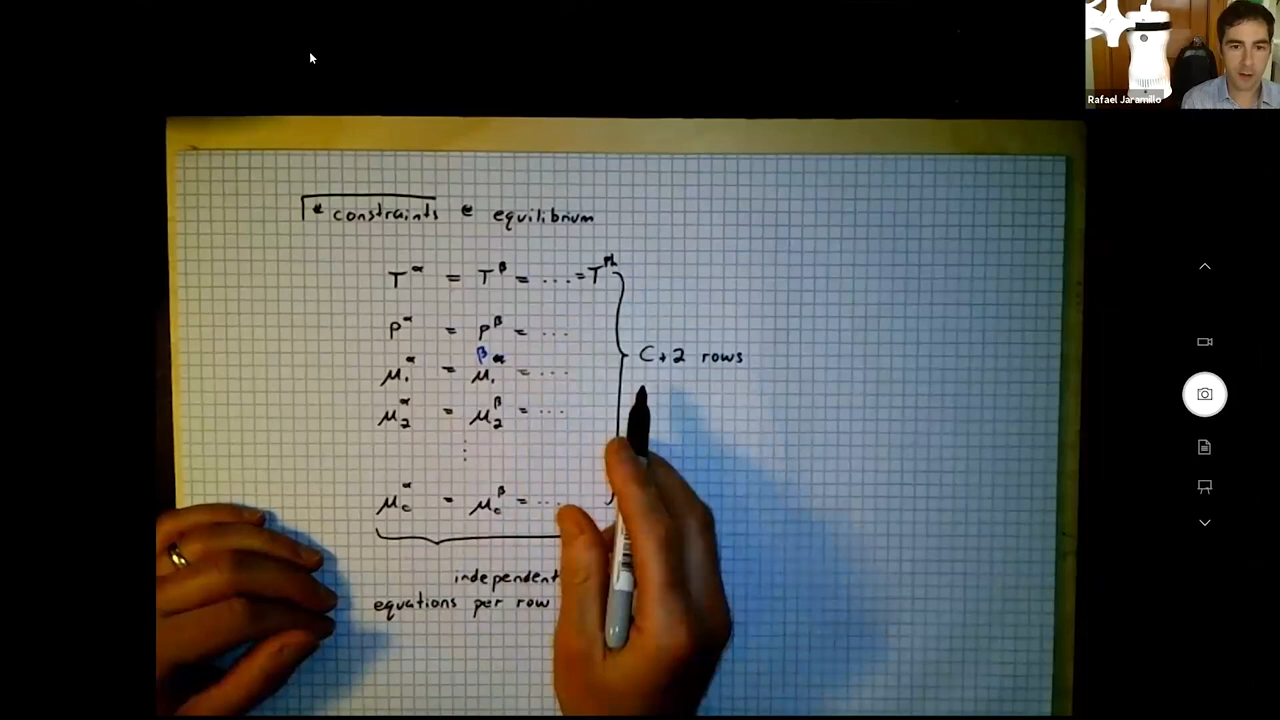 Rafael Jaramillo
# constraints @ equilibrium
T^α = T^β = ... = T^Ph
P^α = P^β = ...
μ₁^α = μ₁^β = ...
μ₂^α = μ₂^β = ...
⋮
μ_c^α = μ_c^β = ...
C+2 rows
independent
equations per row